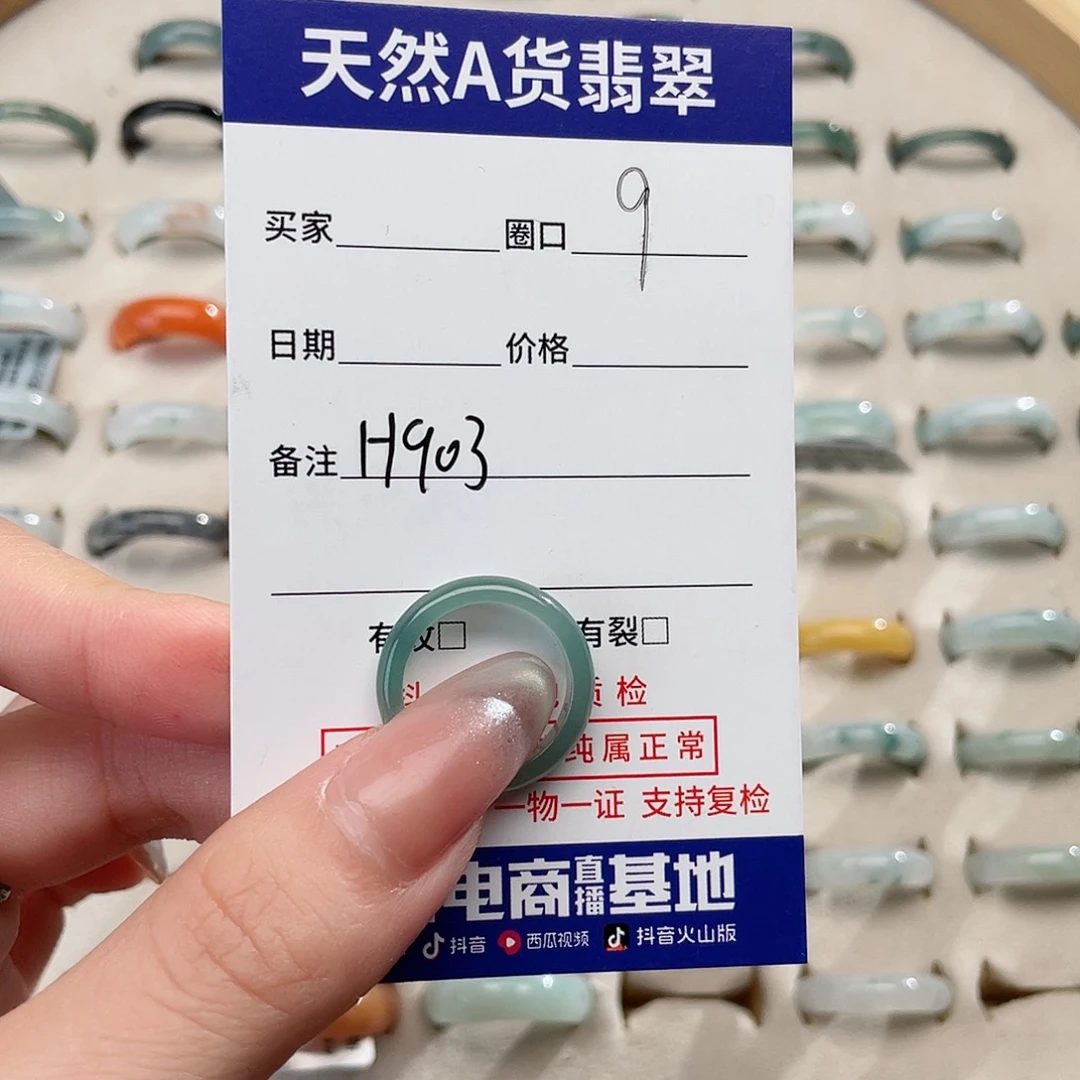 天然A货翡翠
买家 圈口 9
日期 价格
备注 H903
有 有裂□
质检
纯属正常
一物一证 支持复检
电商直播基地
抖音 西瓜视频 抖音火山版